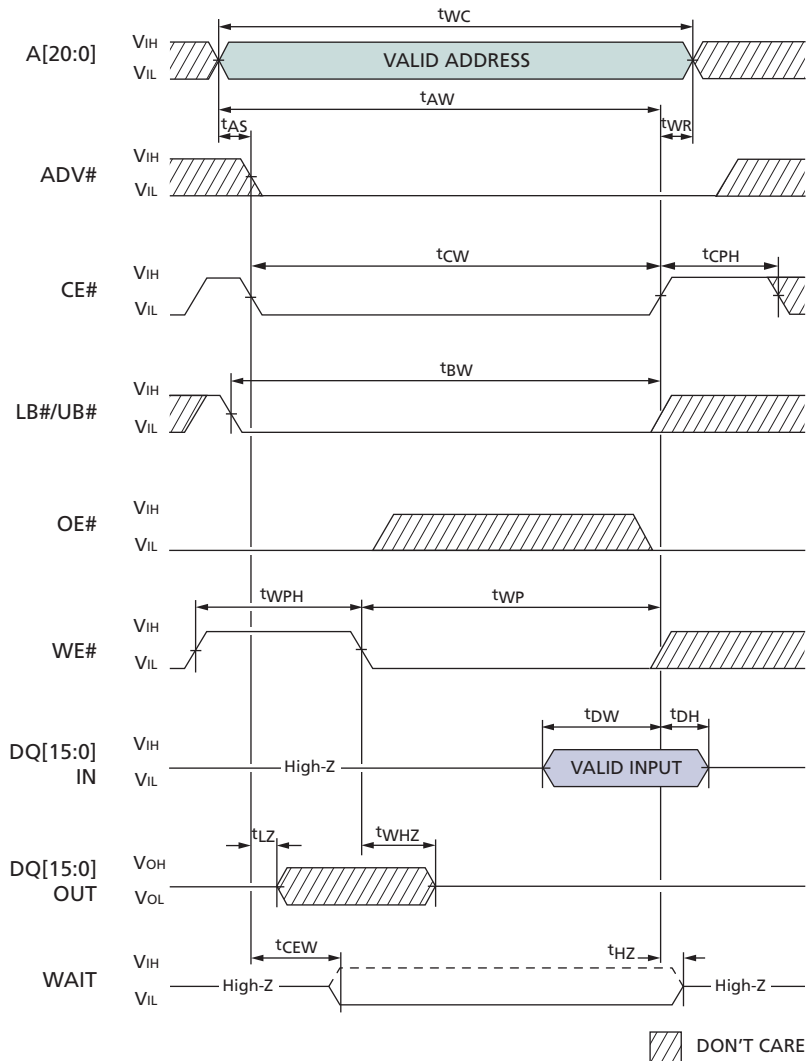 tWC
A[20:0] VIH VIL VALID ADDRESS
tAW
tAS tWR
ADV# VIH VIL
tCW tCPH
CE# VIH VIL
tBW
LB#/UB# VIH VIL
OE# VIH VIL
tWPH tWP
WE# VIH VIL
tDW tDH
DQ[15:0] IN VIH VIL High-Z VALID INPUT
tLZ tWHZ
DQ[15:0] OUT VOH VOL
tCEW tHZ
WAIT VIH VIL High-Z High-Z
DON'T CARE